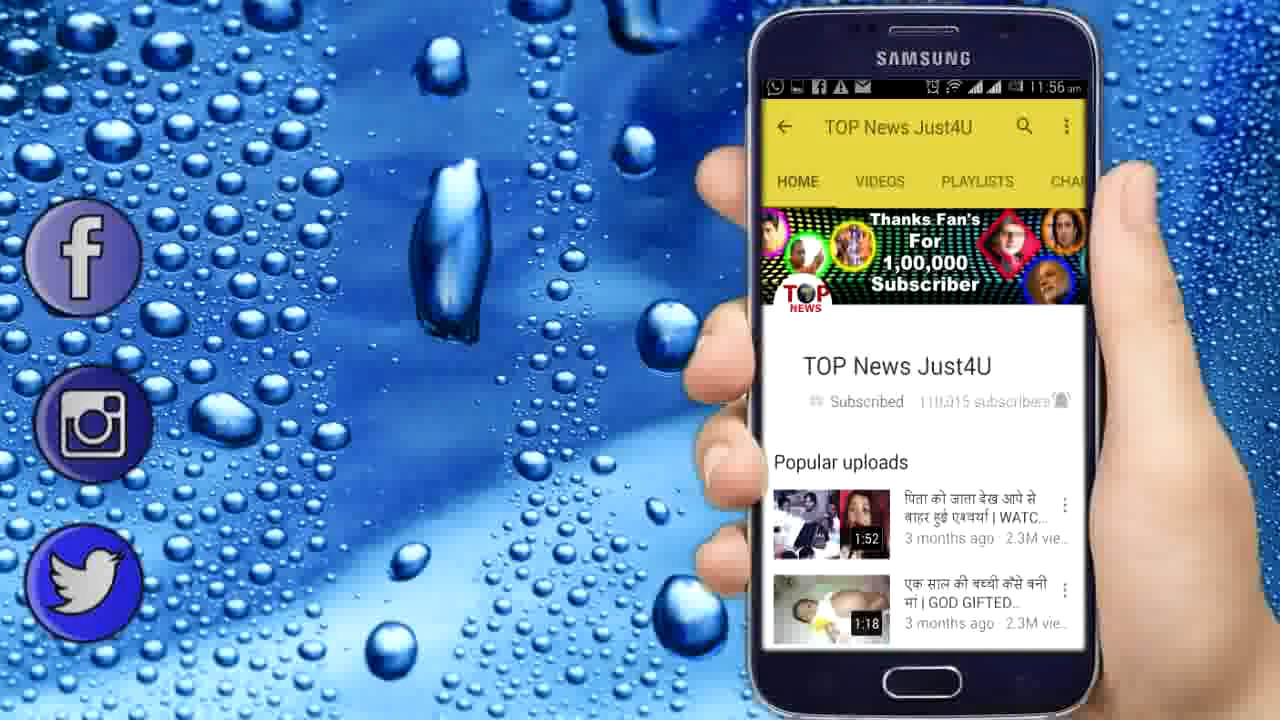 SAMSUNG
11:56 am
TOP News Just4U
HOME VIDEOS PLAYLISTS CHA
Thanks Fan's
For
1,00,000
Subscriber
TOP
NEWS
TOP News Just4U
Subscribed 110,015 subscribers
Popular uploads
पिता को जाता देख आपे से
बाहर हुई एश्वर्या | WATC...
1:52
3 months ago · 2.3M vie..
एक साल की बच्ची कैसे बनी
मां | GOD GIFTED..
1:18
3 months ago · 2.3M vie..